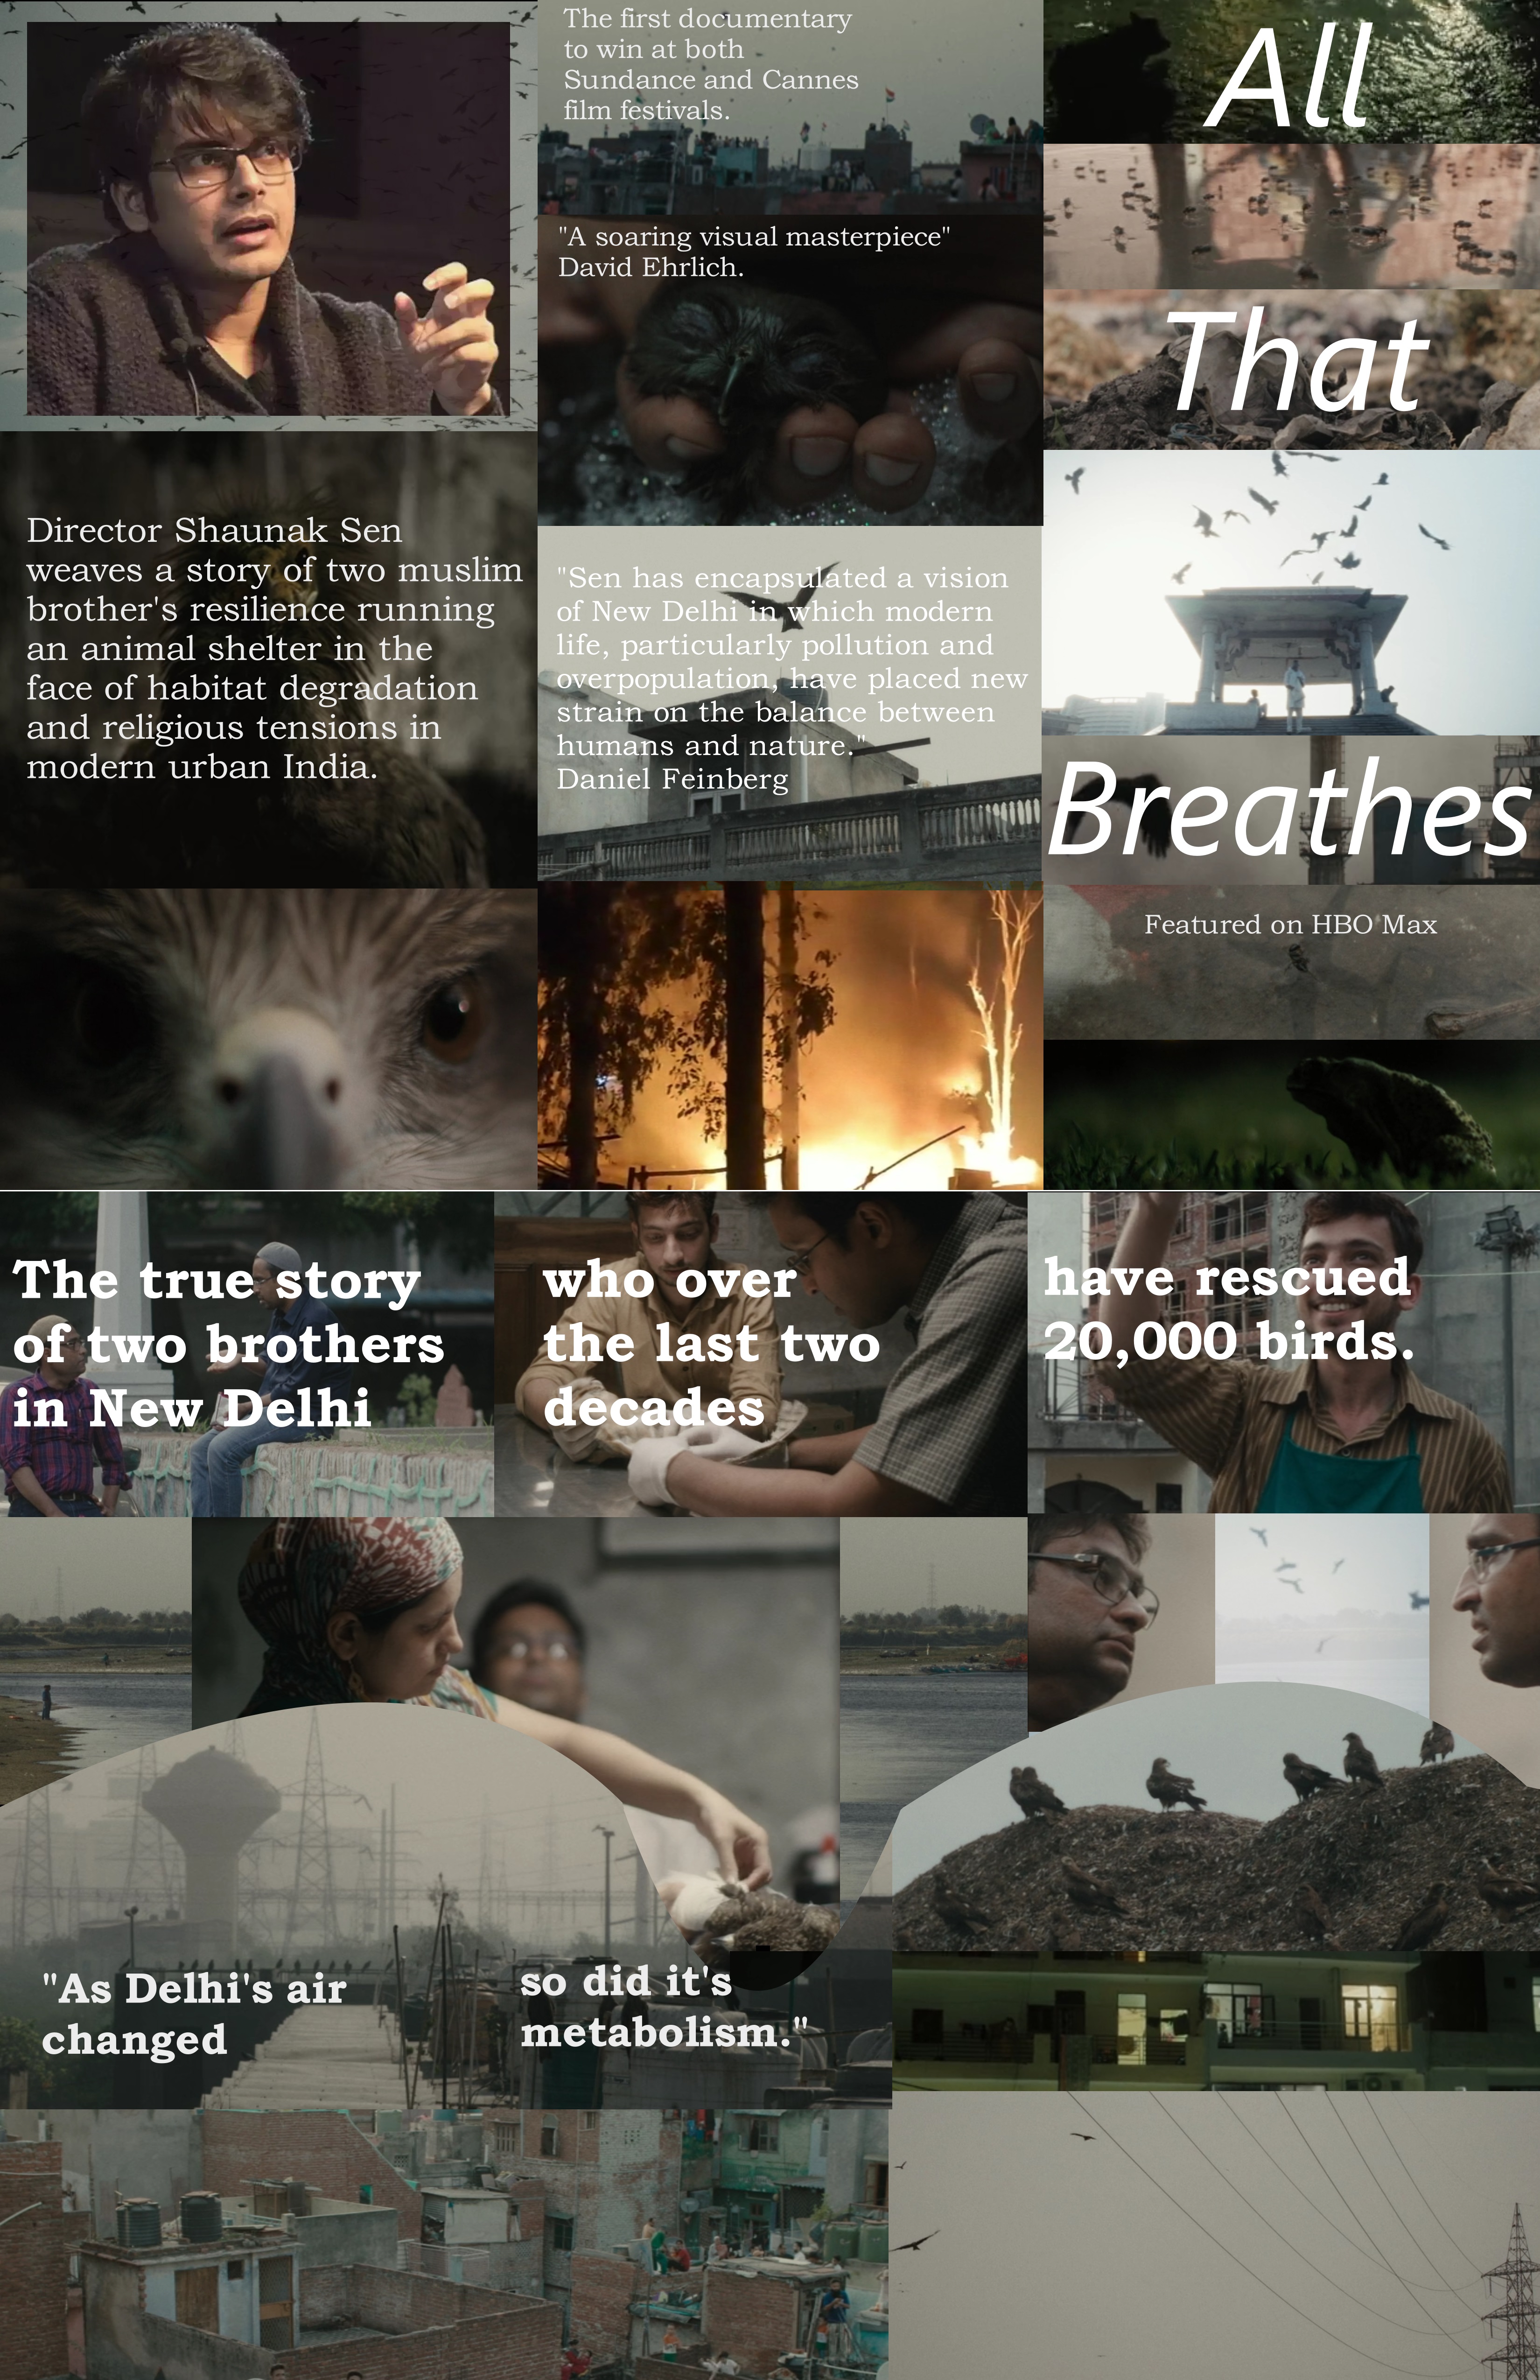 The first documentary
to win at both
Sundance and Cannes
film festivals.
"A soaring visual masterpiece"
David Ehrlich.
All
That
Breathes
Director Shaunak Sen
weaves a story of two muslim
brother's resilience running
an animal shelter in the
face of habitat degradation
and religious tensions in
modern urban India.
"Sen has encapsulated a vision
of New Delhi in which modern
life, particularly pollution and
overpopulation, have placed new
strain on the balance between
humans and nature."
Daniel Feinberg
Featured on HBO Max
The true story
of two brothers
in New Delhi
who over
the last two
decades
have rescued
20,000 birds.
"As Delhi's air
changed
so did it's
metabolism."